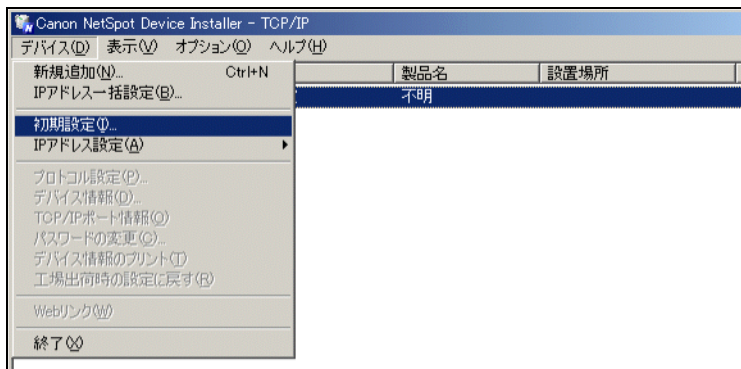 Canon NetSpot Device Installer - TCP/IP
デバイス(D) 表示(V) オプション(O) ヘルプ(H)
新規追加(N)... Ctrl+N
製品名 設置場所
IPアドレス一括設定(B)...
不明
初期設定(I)...
IPアドレス設定(A)
プロトコル設定(P)...
デバイス情報(D)...
TCP/IPポート情報(O)
パスワードの変更(C)...
デバイス情報のプリント(T)
工場出荷時の設定に戻す(R)
Webリンク(W)
終了(X)